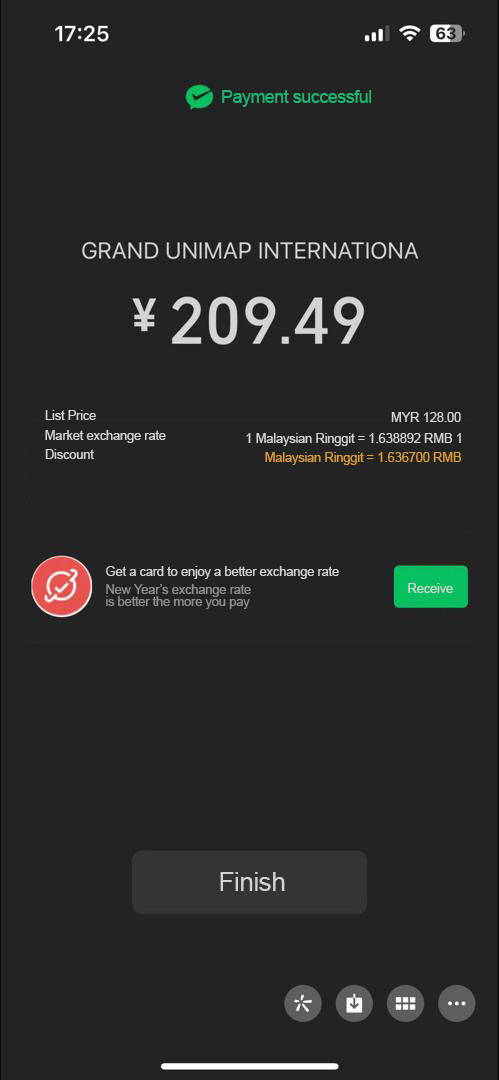 17:25
63
Payment successful
GRAND UNIMAP INTERNATIONA
¥ 209.49
List Price MYR 128.00
Market exchange rate 1 Malaysian Ringgit = 1.638892 RMB 1
Discount Malaysian Ringgit = 1.636700 RMB
Get a card to enjoy a better exchange rate
New Year's exchange rate
is better the more you pay
Receive
Finish